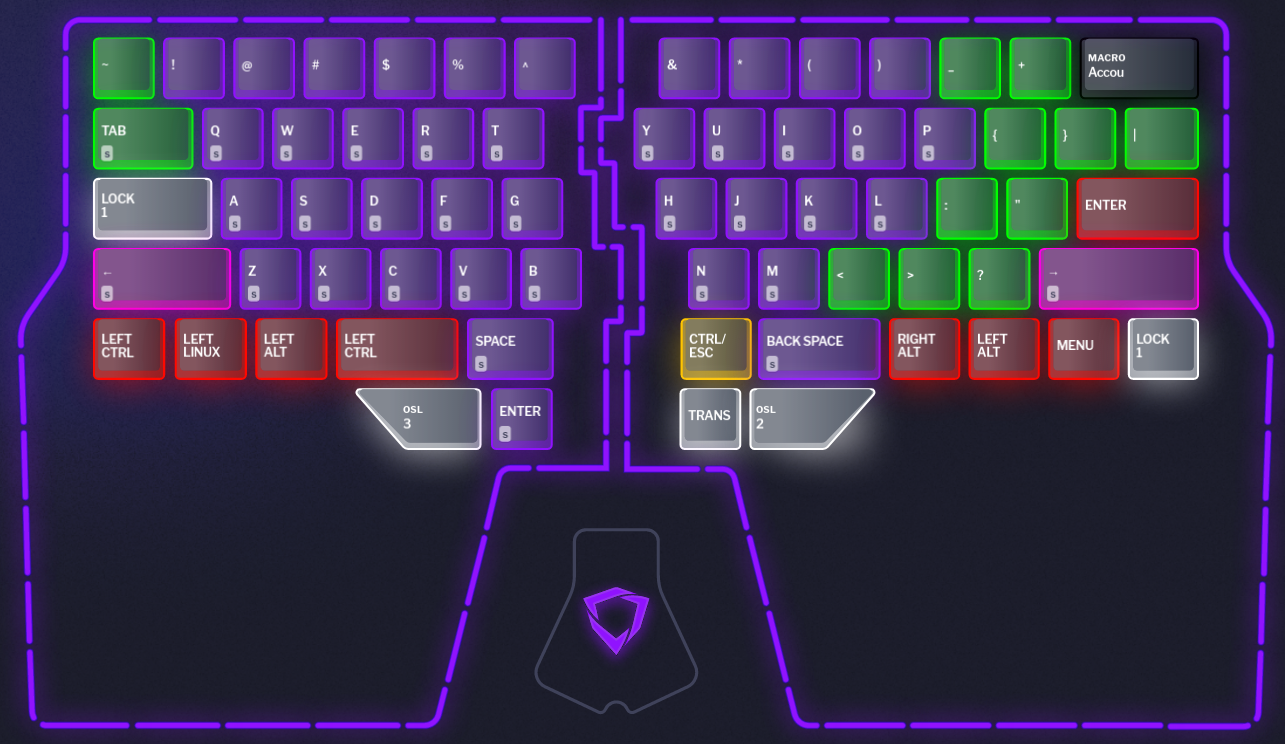 ~ ! @ # $ % ^ & * ( ) _ + MACRO
Accou
TAB Q W E R T Y U I O P { } |
S S S S S S S S S S S
LOCK A S D F G H J K L : " ENTER
1
S S S S S S S S S
← Z X C V B N M < > ? →
S S S S S S S S S
LEFT LEFT LEFT LEFT SPACE CTRL/ BACK SPACE RIGHT LEFT MENU LOCK
CTRL LINUX ALT CTRL ESC ALT ALT 1
S S
OSL ENTER TRANS OSL
3 2
S